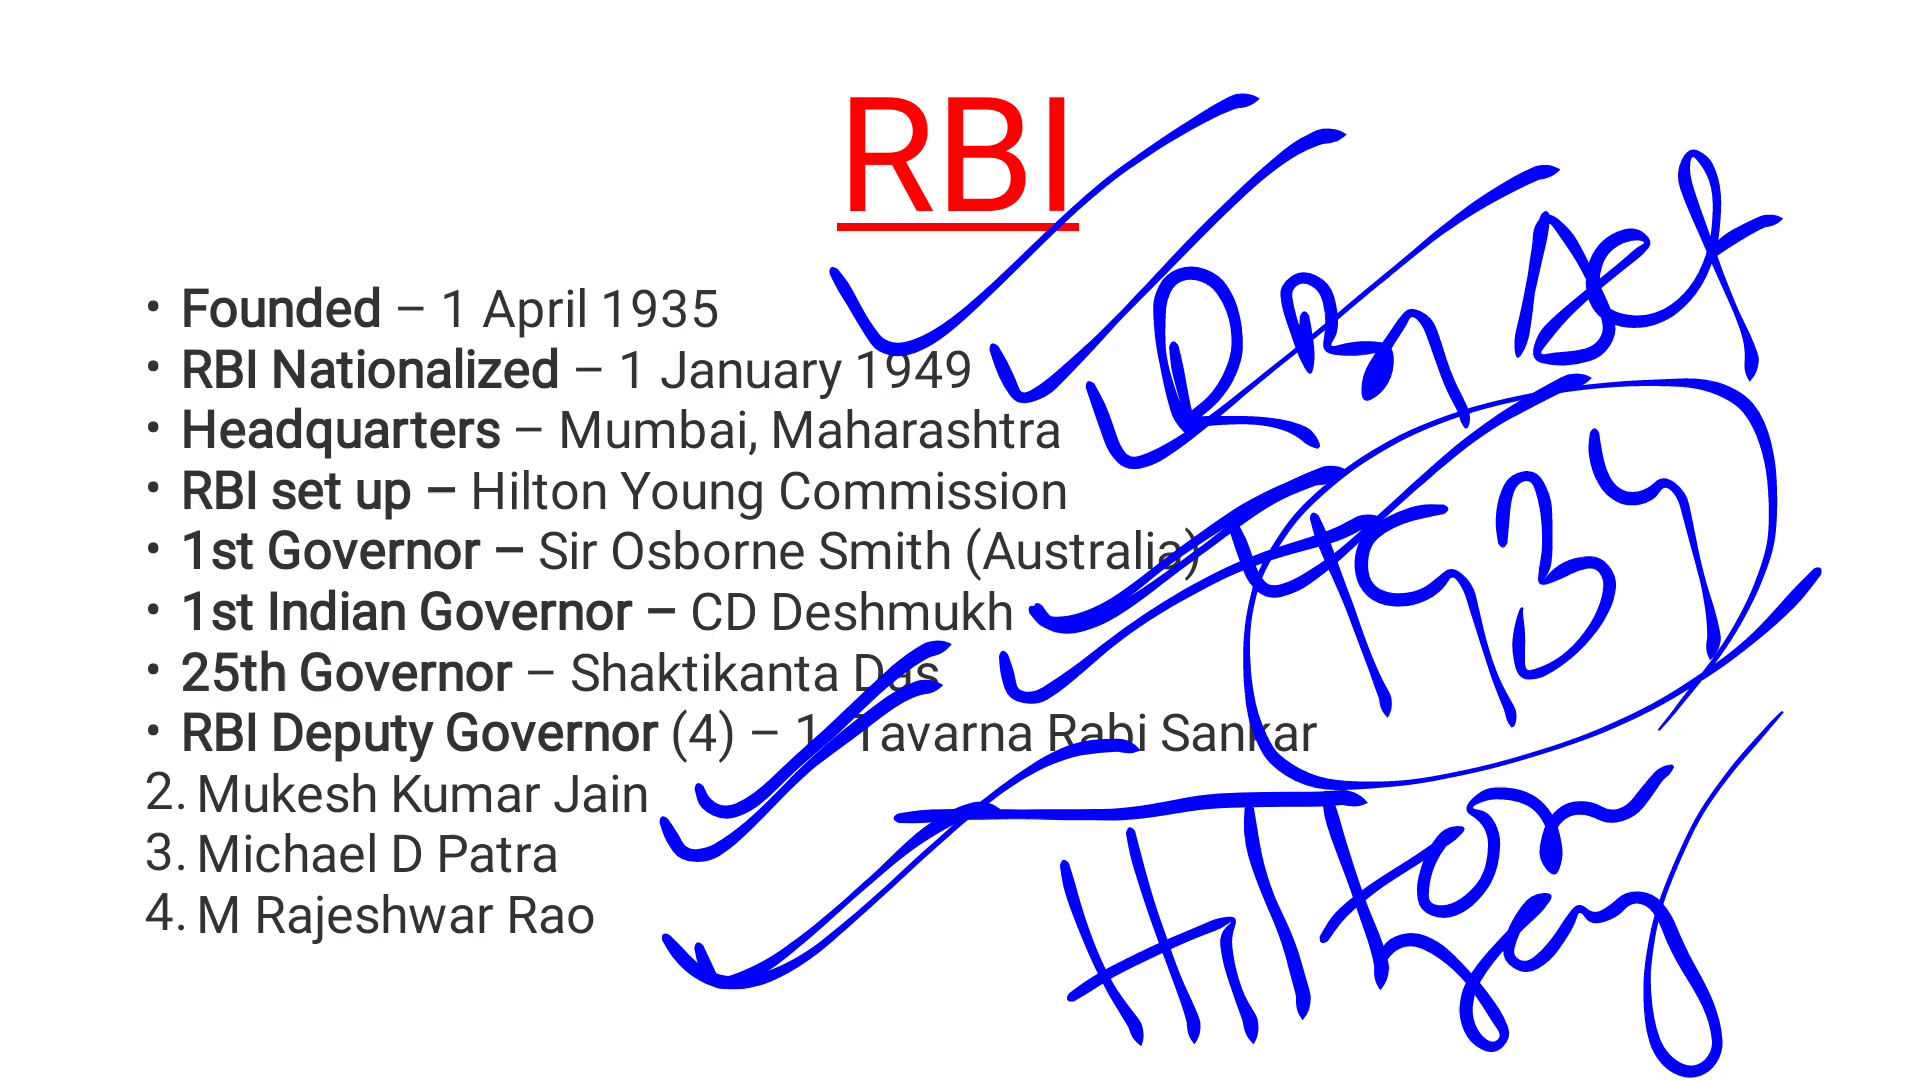 RBI
• Founded – 1 April 1935
• RBI Nationalized – 1 January 1949
• Headquarters – Mumbai, Maharashtra
• RBI set up – Hilton Young Commission
• 1st Governor – Sir Osborne Smith (Australia)
• 1st Indian Governor – CD Deshmukh
• 25th Governor – Shaktikanta Das
• RBI Deputy Governor (4) – 1. Tavarna Rabi Sankar
2. Mukesh Kumar Jain
3. Michael D Patra
4. M Rajeshwar Rao
Act
1934
Hilton